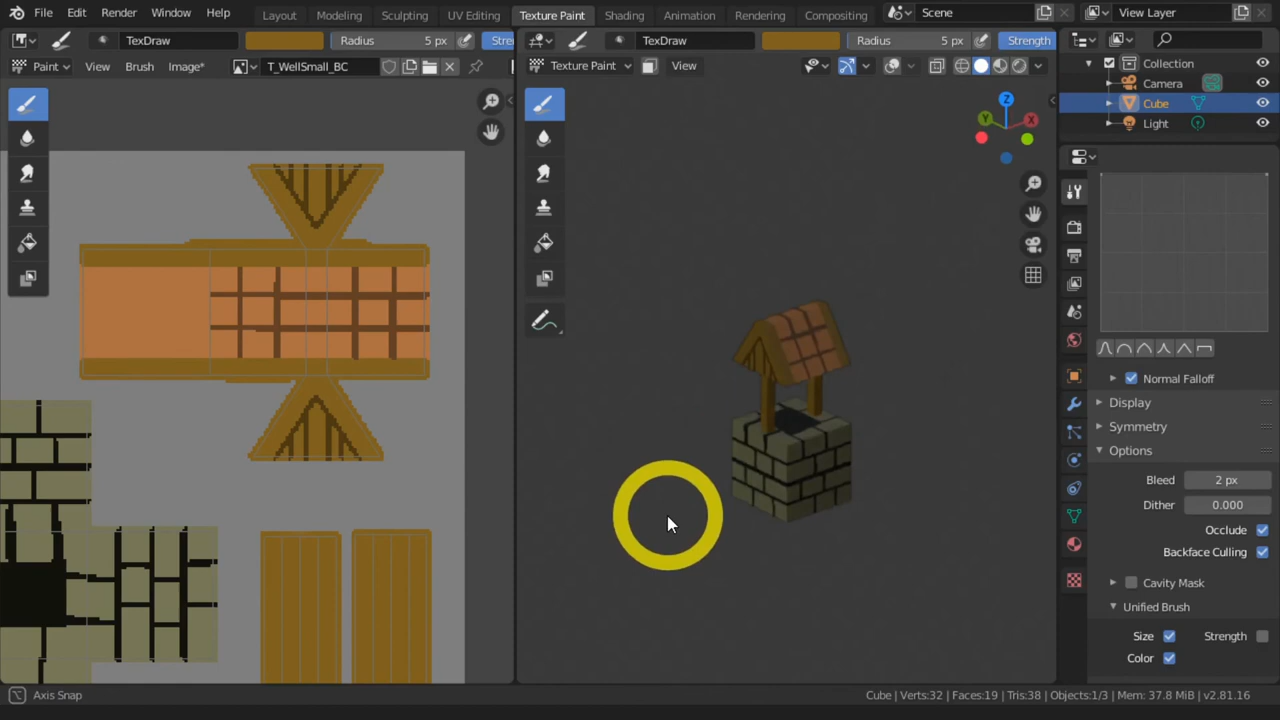 File Edit Render Window Help Layout Modeling Sculpting UV Editing Texture Paint Shading Animation Rendering Compositing Scene View Layer
TexDraw Radius 5 px Stre TexDraw Radius 5 px Strength
Paint View Brush Image* T_WellSmall_BC Texture Paint View
Collection
Camera
Cube
Light
Z
Y
X
Normal Falloff
Display
Symmetry
Options
Bleed 2 px
Dither 0.000
Occlude
Backface Culling
Cavity Mask
Unified Brush
Size Strength
Color
Axis Snap Cube | Verts:32 | Faces:19 | Tris:38 | Objects:1/3 | Mem: 37.8 MiB | v2.81.16